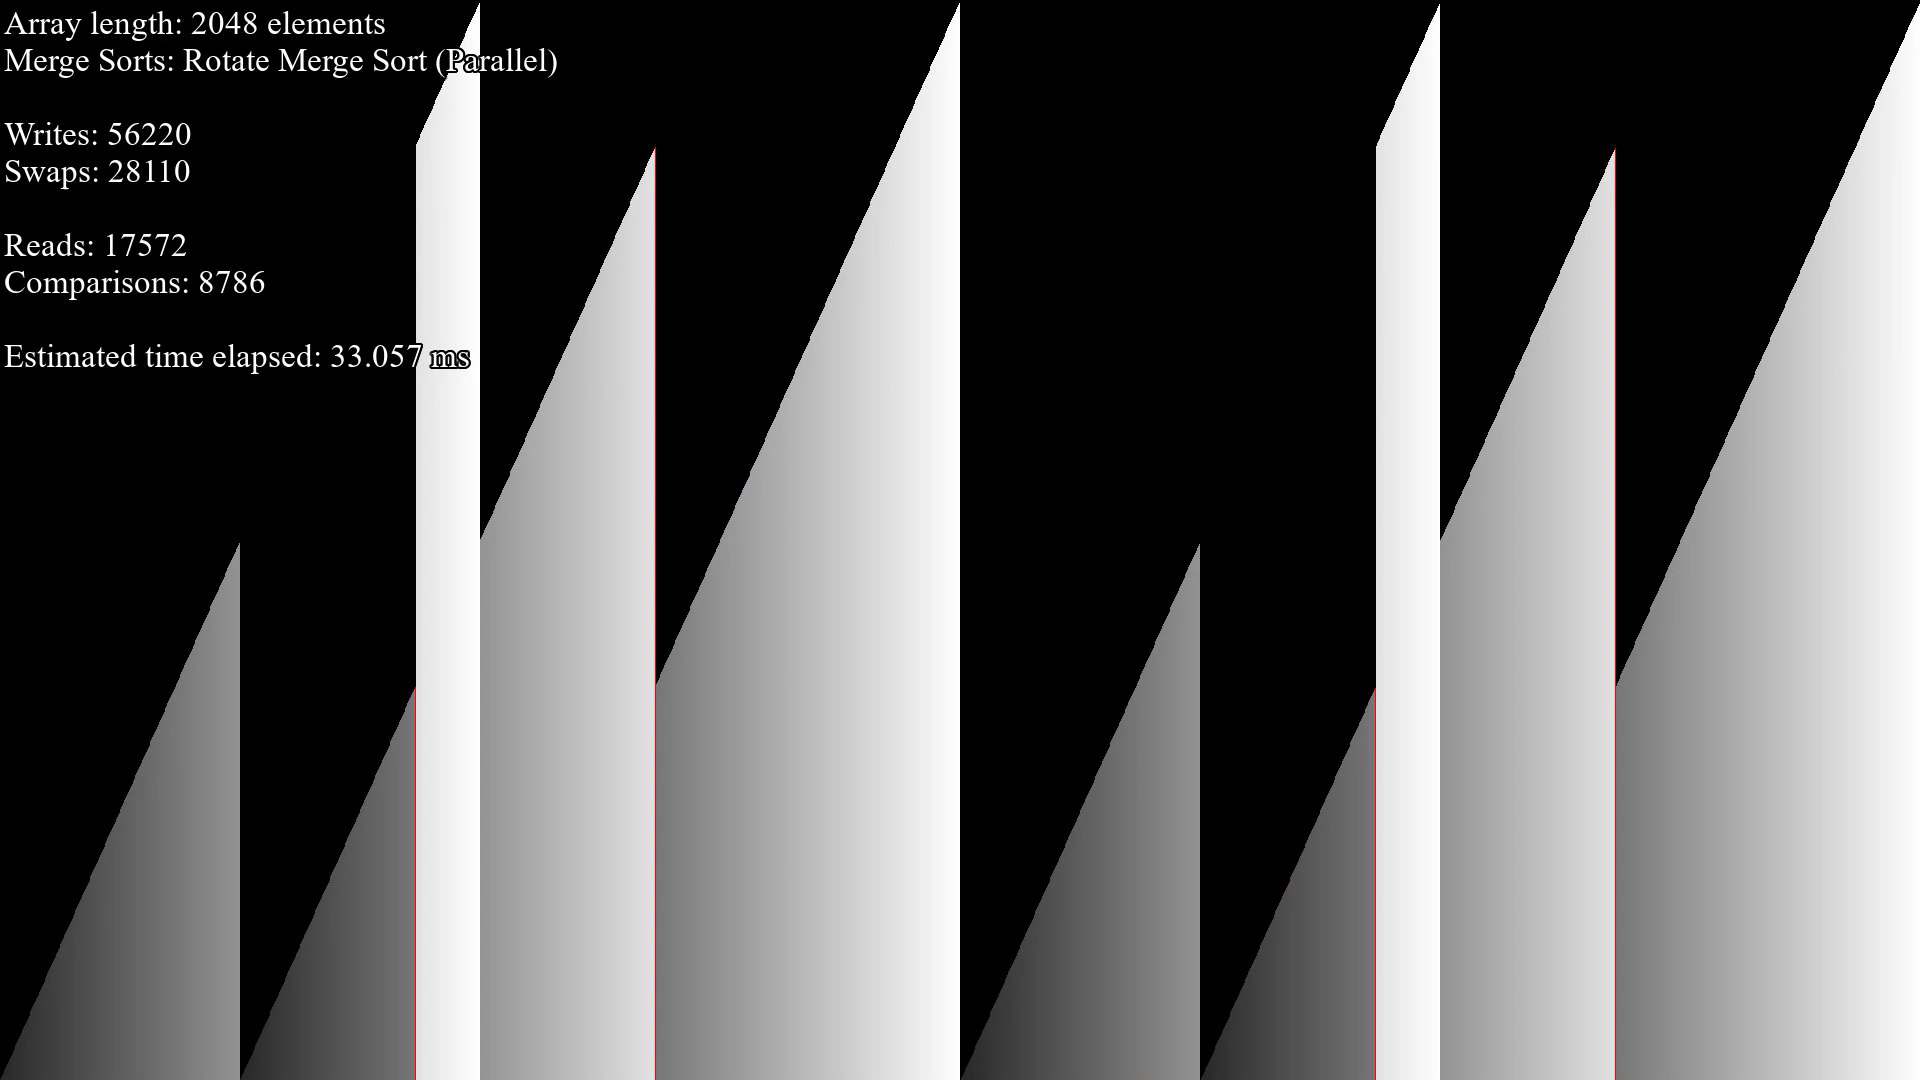 Array length: 2048 elements
Merge Sorts: Rotate Merge Sort (Parallel)
Writes: 56220
Swaps: 28110
Reads: 17572
Comparisons: 8786
Estimated time elapsed: 33.057 ms